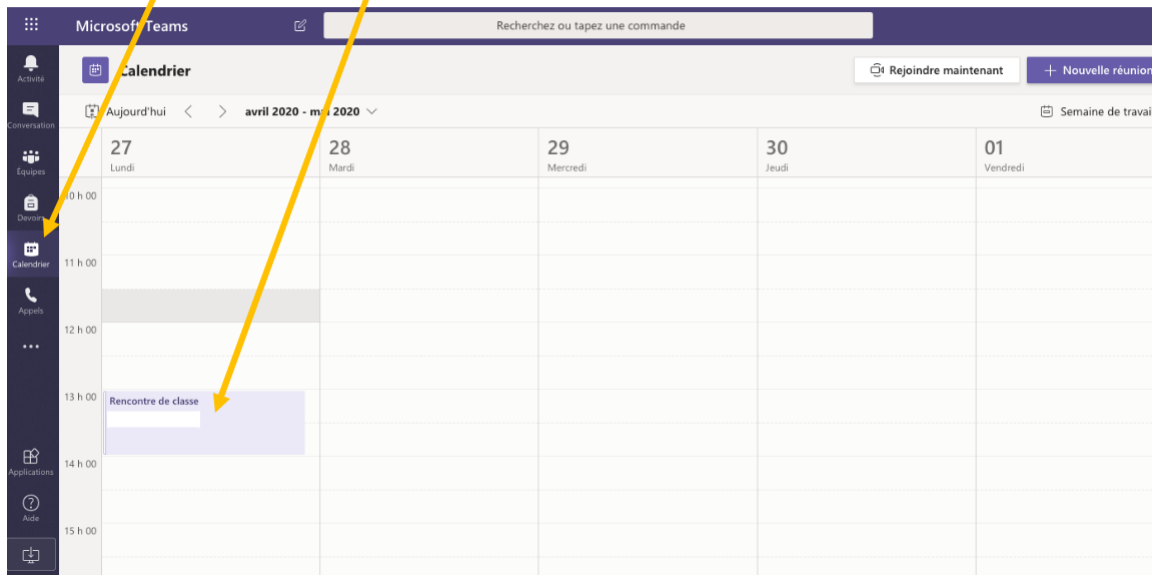 Microsoft Teams
Recherchez ou tapez une commande
Activité
Conversation
Équipes
Devoirs
Calendrier
Appels
Applications
Aide
Calendrier
Rejoindre maintenant
+ Nouvelle réunion
Aujourd'hui < > avril 2020 - mai 2020
Semaine de travai
27 28 29 30 01
Lundi Mardi Mercredi Jeudi Vendredi
10 h 00
11 h 00
12 h 00
13 h 00
Rencontre de classe
14 h 00
15 h 00